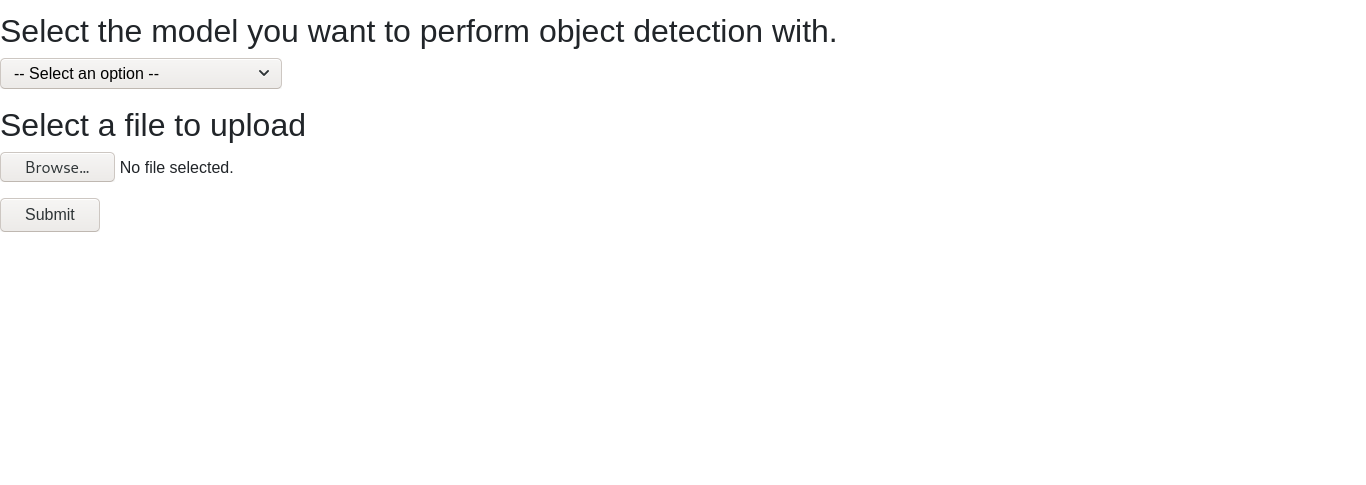 Select the model you want to perform object detection with.
-- Select an option --
Select a file to upload
Browse... No file selected.
Submit